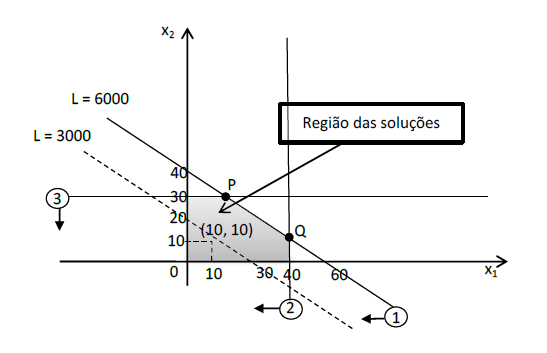 x₂
L = 6000
Região das soluções
L = 3000
40
P
3
30
20
(10, 10)
Q
10
0
10
30
40
60
x₁
2
1